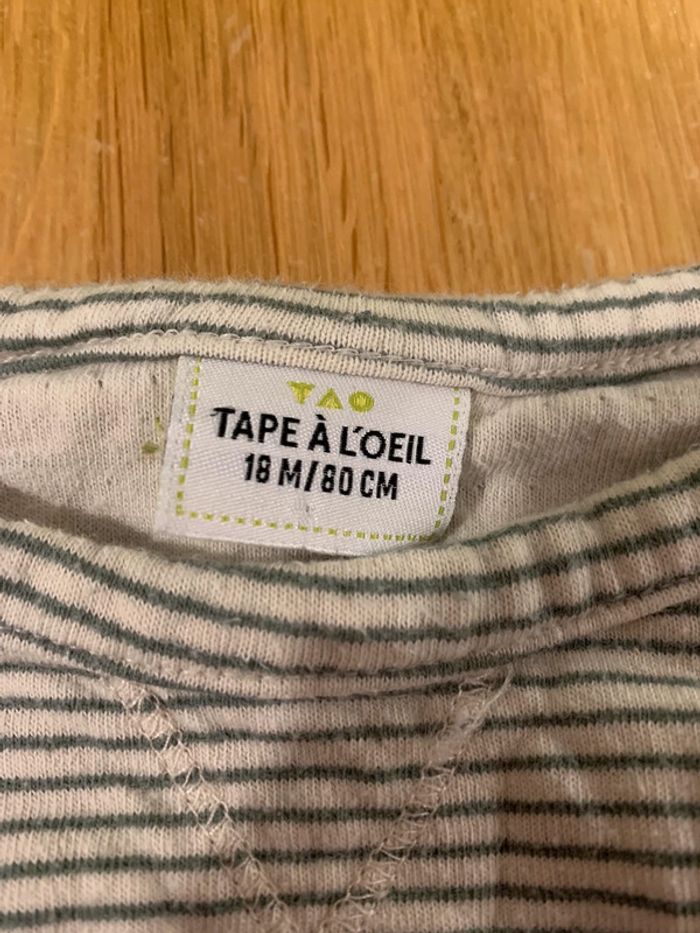 TAO
TAPE À L'OEIL
18 M/80 CM